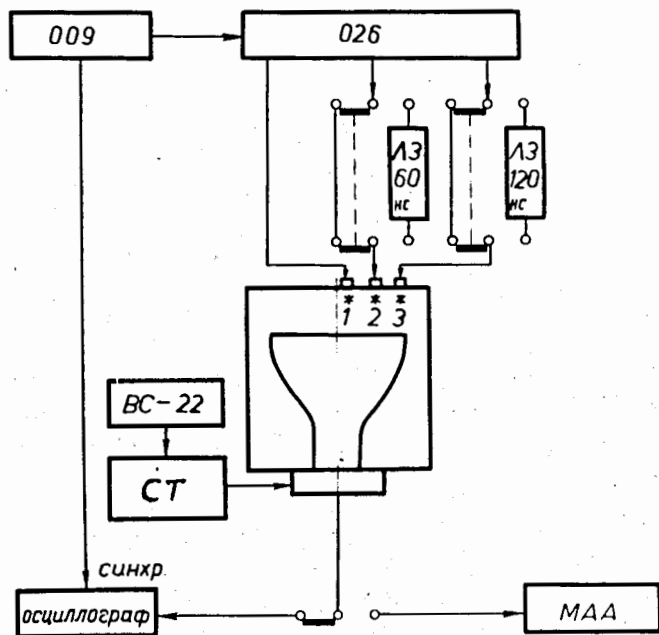 009
026
ЛЗ
60
нс
ЛЗ
120
нс
* * *
1 2 3
ВС-22
СТ
синхр.
осциллограф
МАА